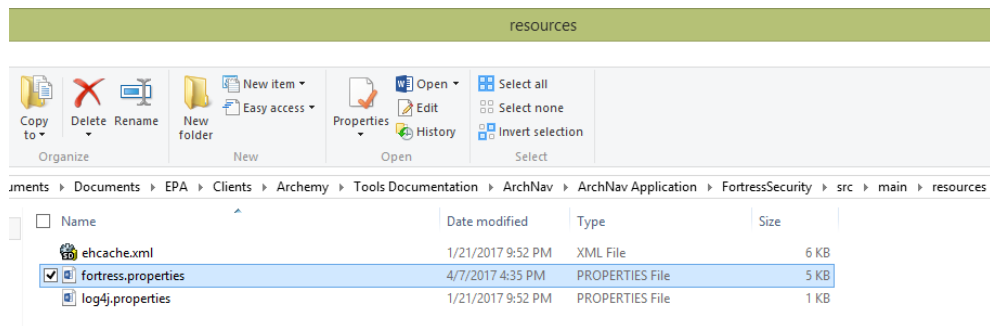 resources
Copy to
Delete
Rename
New folder
New item
Easy access
Properties
Open
Edit
History
Select all
Select none
Invert selection
Organize
New
Open
Select
uments Documents EPA Clients Archemy Tools Documentation ArchNav ArchNav Application FortressSecurity src main resources
Name Date modified Type Size
ehcache.xml 1/21/2017 9:52 PM XML File 6 KB
fortress.properties 4/7/2017 4:35 PM PROPERTIES File 5 KB
log4j.properties 1/21/2017 9:52 PM PROPERTIES File 1 KB